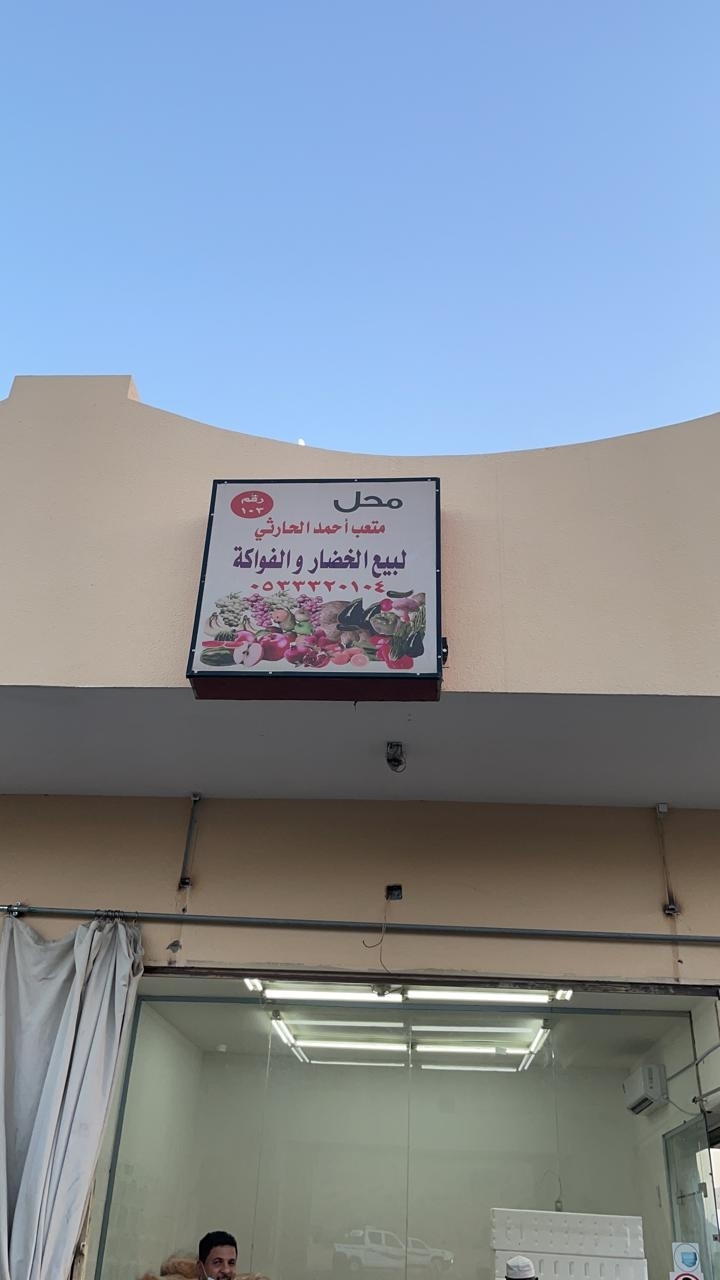 محل
رقم
١٠٣
متعب أحمد الحارثي
لبيع الخضار و الفواكة
٠٥٣٣٣٢٠١٠٤